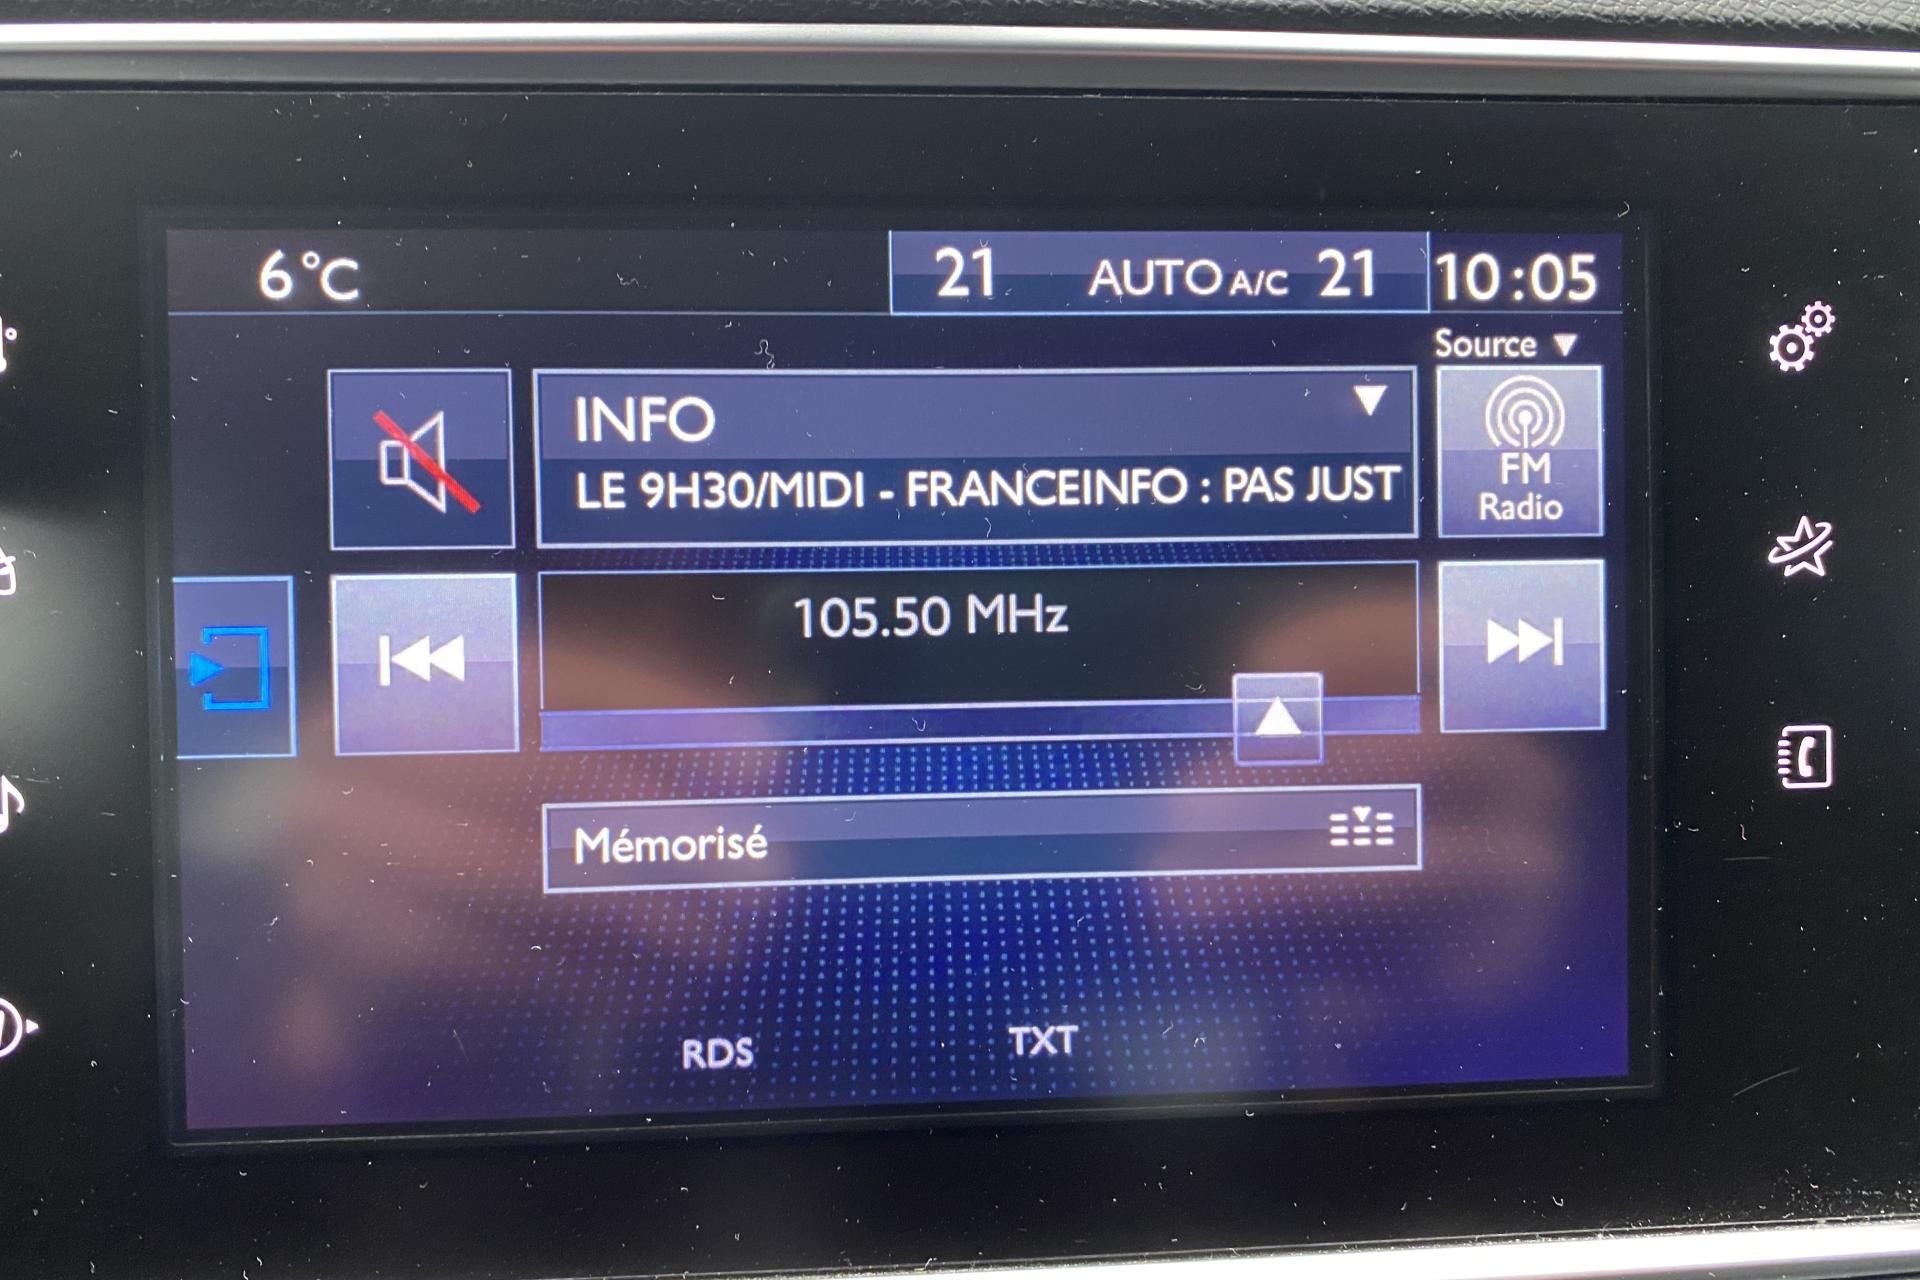 6°C 21 AUTO A/C 21 10:05
Source
INFO
LE 9H30/MIDI - FRANCEINFO : PAS JUST
FM
Radio
105.50 MHz
Mémorisé
RDS TXT